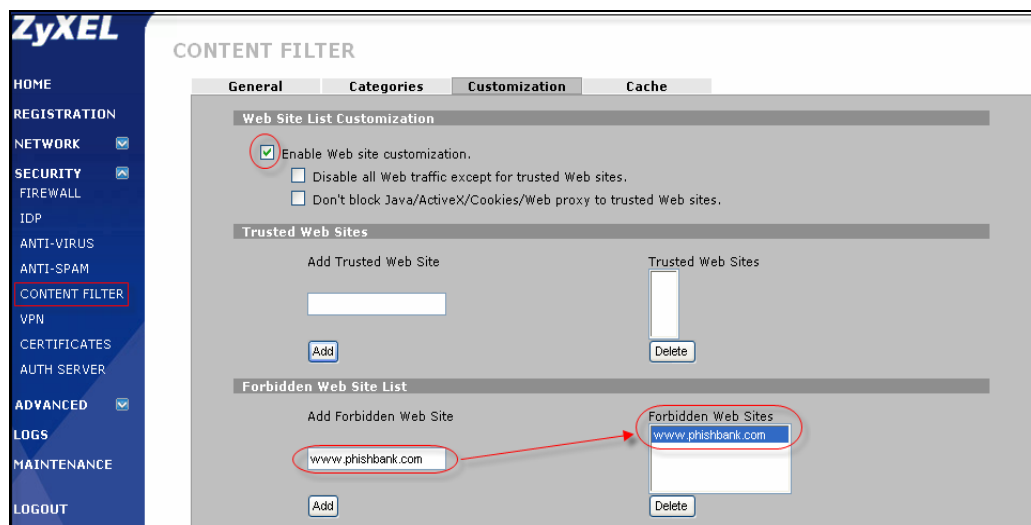 ZyXEL
HOME
REGISTRATION
NETWORK
SECURITY
FIREWALL
IDP
ANTI-VIRUS
ANTI-SPAM
CONTENT FILTER
VPN
CERTIFICATES
AUTH SERVER
ADVANCED
LOGS
MAINTENANCE
LOGOUT
CONTENT FILTER
General Categories Customization Cache
Web Site List Customization
Enable Web site customization.
Disable all Web traffic except for trusted Web sites.
Don't block Java/ActiveX/Cookies/Web proxy to trusted Web sites.
Trusted Web Sites
Add Trusted Web Site
Add
Trusted Web Sites
Delete
Forbidden Web Site List
Add Forbidden Web Site
www.phishbank.com
Add
Forbidden Web Sites
www.phishbank.com
Delete